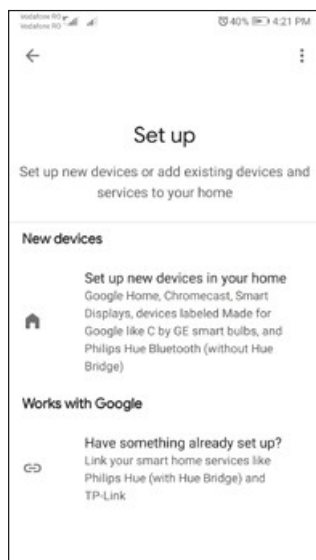 Vodafone RO
Vodafone RO
40% 4:21 PM
Set up
Set up new devices or add existing devices and
services to your home
New devices
Set up new devices in your home
Google Home, Chromecast, Smart
Displays, devices labeled Made for
Google like C by GE smart bulbs, and
Philips Hue Bluetooth (without Hue
Bridge)
Works with Google
Have something already set up?
Link your smart home services like
Philips Hue (with Hue Bridge) and
TP-Link